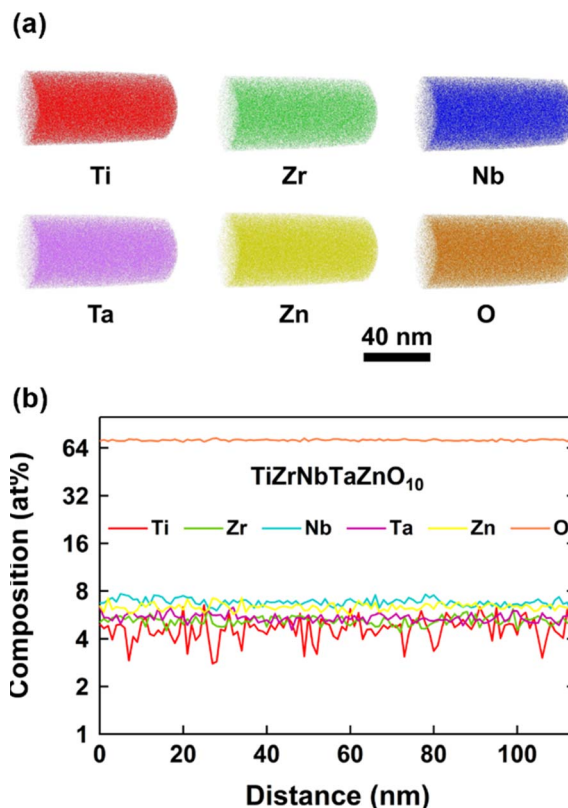 (a)
Ti Zr Nb
Ta Zn O
40 nm
(b)
Composition (at%)
64
32
16
8
4
2
1
TiZrNbTaZnO₁₀
Ti Zr Nb Ta Zn O
0 20 40 60 80 100
Distance (nm)